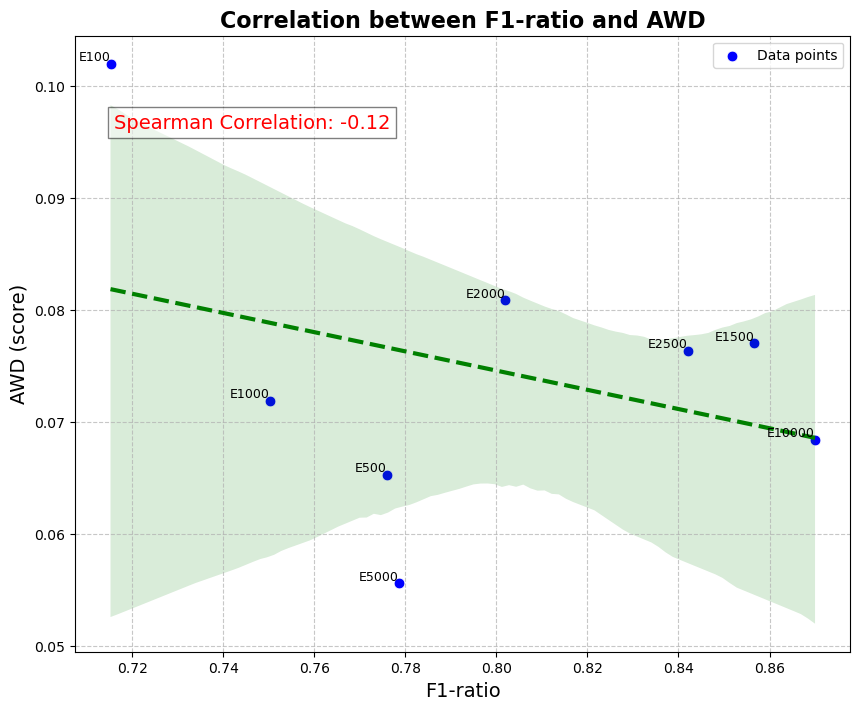 Correlation between F1-ratio and AWD
Data points
E100
Spearman Correlation: -0.12
E2000
E1500
E2500
E1000
E10000
E500
E5000
0.10
0.09
0.08
0.07
0.06
0.05
AWD (score)
0.72 0.74 0.76 0.78 0.80 0.82 0.84 0.86
F1-ratio